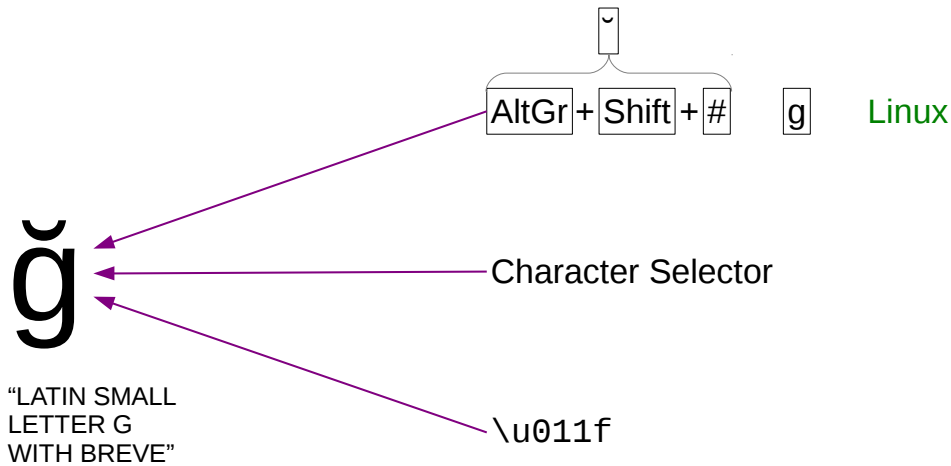 ˘
AltGr + Shift + # g Linux
ğ
Character Selector
“LATIN SMALL
LETTER G
WITH BREVE”
\u011f